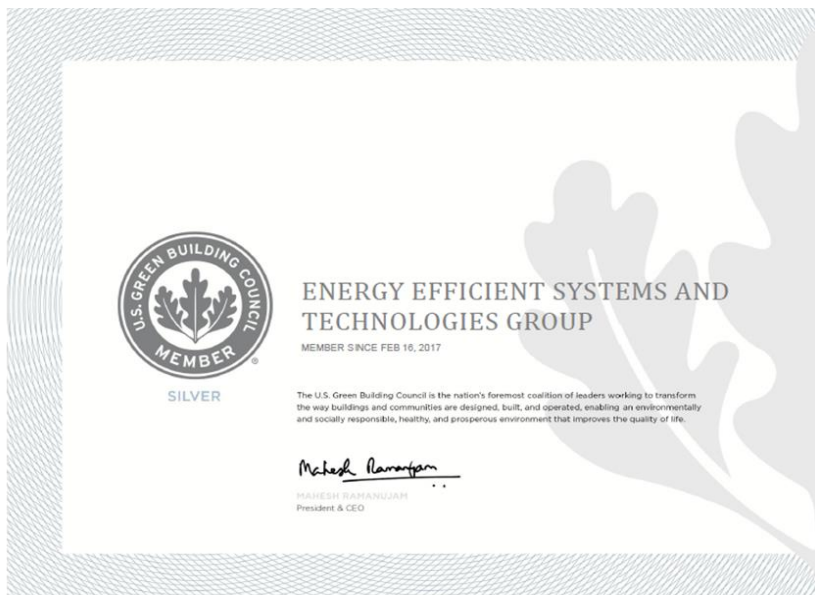 U.S. GREEN BUILDING COUNCIL
MEMBER
®
SILVER
ENERGY EFFICIENT SYSTEMS AND
TECHNOLOGIES GROUP
MEMBER SINCE FEB 16, 2017
The U.S. Green Building Council is the nation's foremost coalition of leaders working to transform
the way buildings and communities are designed, built, and operated, enabling an environmentally
and socially responsible, healthy, and prosperous environment that improves the quality of life.
Mahesh Ramanujam
MAHESH RAMANUJAM
President & CEO